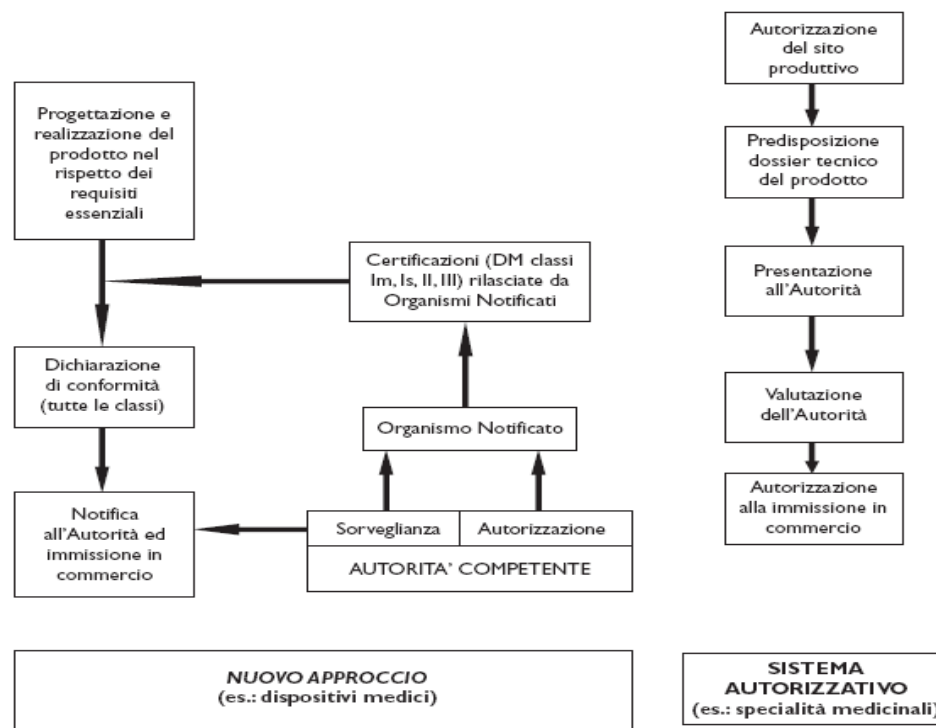 Progettazione e
realizzazione del
prodotto nel
rispetto dei
requisiti
essenziali
Certificazioni (DM classi
Im, Is, II, III) rilasciate da
Organismi Notificati
Dichiarazione
di conformità
(tutte le classi)
Organismo Notificato
Notifica
all'Autorità ed
immissione in
commercio
Sorveglianza
Autorizzazione
AUTORITA' COMPETENTE
NUOVO APPROCCIO
(es.: dispositivi medici)
Autorizzazione
del sito
produttivo
Predisposizione
dossier tecnico
del prodotto
Presentazione
all'Autorità
Valutazione
dell'Autorità
Autorizzazione
alla immissione in
commercio
SISTEMA
AUTORIZZATIVO
(es.: specialità medicinali)